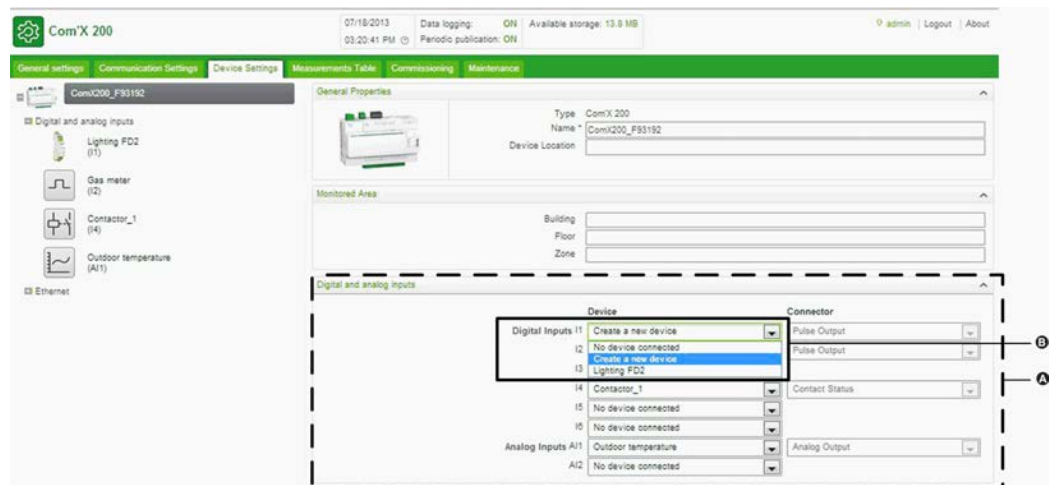 Com'X 200
07/18/2013
03:20:41 PM
Data logging: ON
Periodic publication: ON
Available storage: 13.8 MB
admin | Logout | About
General settings Communication Settings Device Settings Measurements Table Commissioning Maintenance
ComX200_F93192
Digital and analog inputs
Lighting FD2
(I1)
Gas meter
(I2)
Contactor_1
(I4)
Outdoor temperature
(AI1)
Ethernet
General Properties
Type Com'X 200
Name * ComX200_F93192
Device Location
Monitored Area
Building
Floor
Zone
Digital and analog inputs
Device Connector
Digital Inputs I1 Create a new device Pulse Output
I2 No device connected Pulse Output
Create a new device
I3 Lighting FD2
I4 Contactor_1 Contact Status
I5 No device connected
I6 No device connected
Analog Inputs AI1 Outdoor temperature Analog Output
AI2 No device connected
B
A